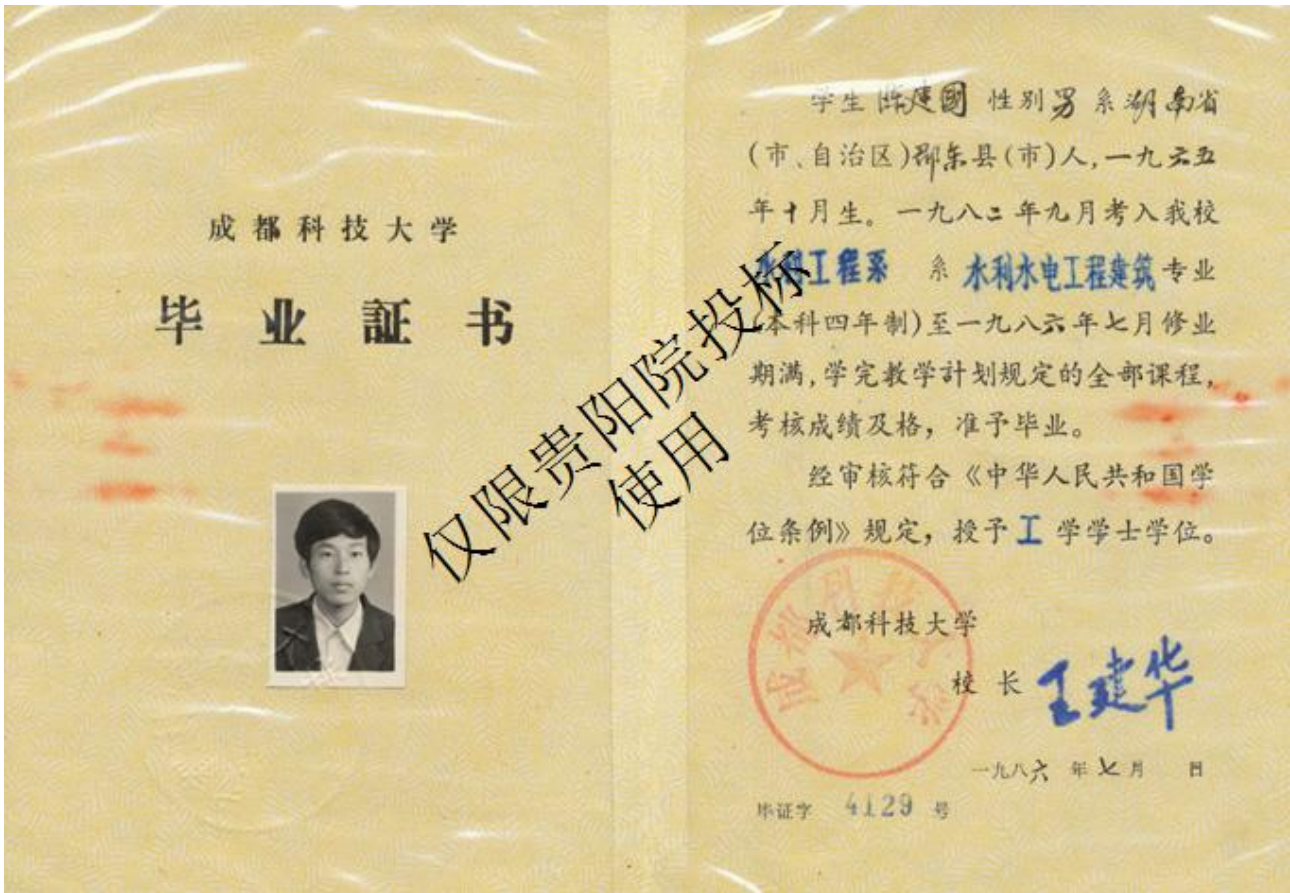 成都科技大学
毕业証书
学生 陈建國 性别 男 系 湖南省
(市、自治区)邵东县(市)人,一九六五
年十月生。一九八二年九月考入我校
水利工程系 系 水利水电工程建筑 专业
(本科四年制)至一九八六年七月修业
期满,学完教学計划规定的全部课程,
考核成绩及格,准予毕业。
经审核符合《中华人民共和国学
位条例》规定,授予 工 学学士学位。
成都科技大学
校 长 王建华
一九八六 年 七 月 日
毕证字 4129 号
仅限贵阳院投标
使用
成都科技大学